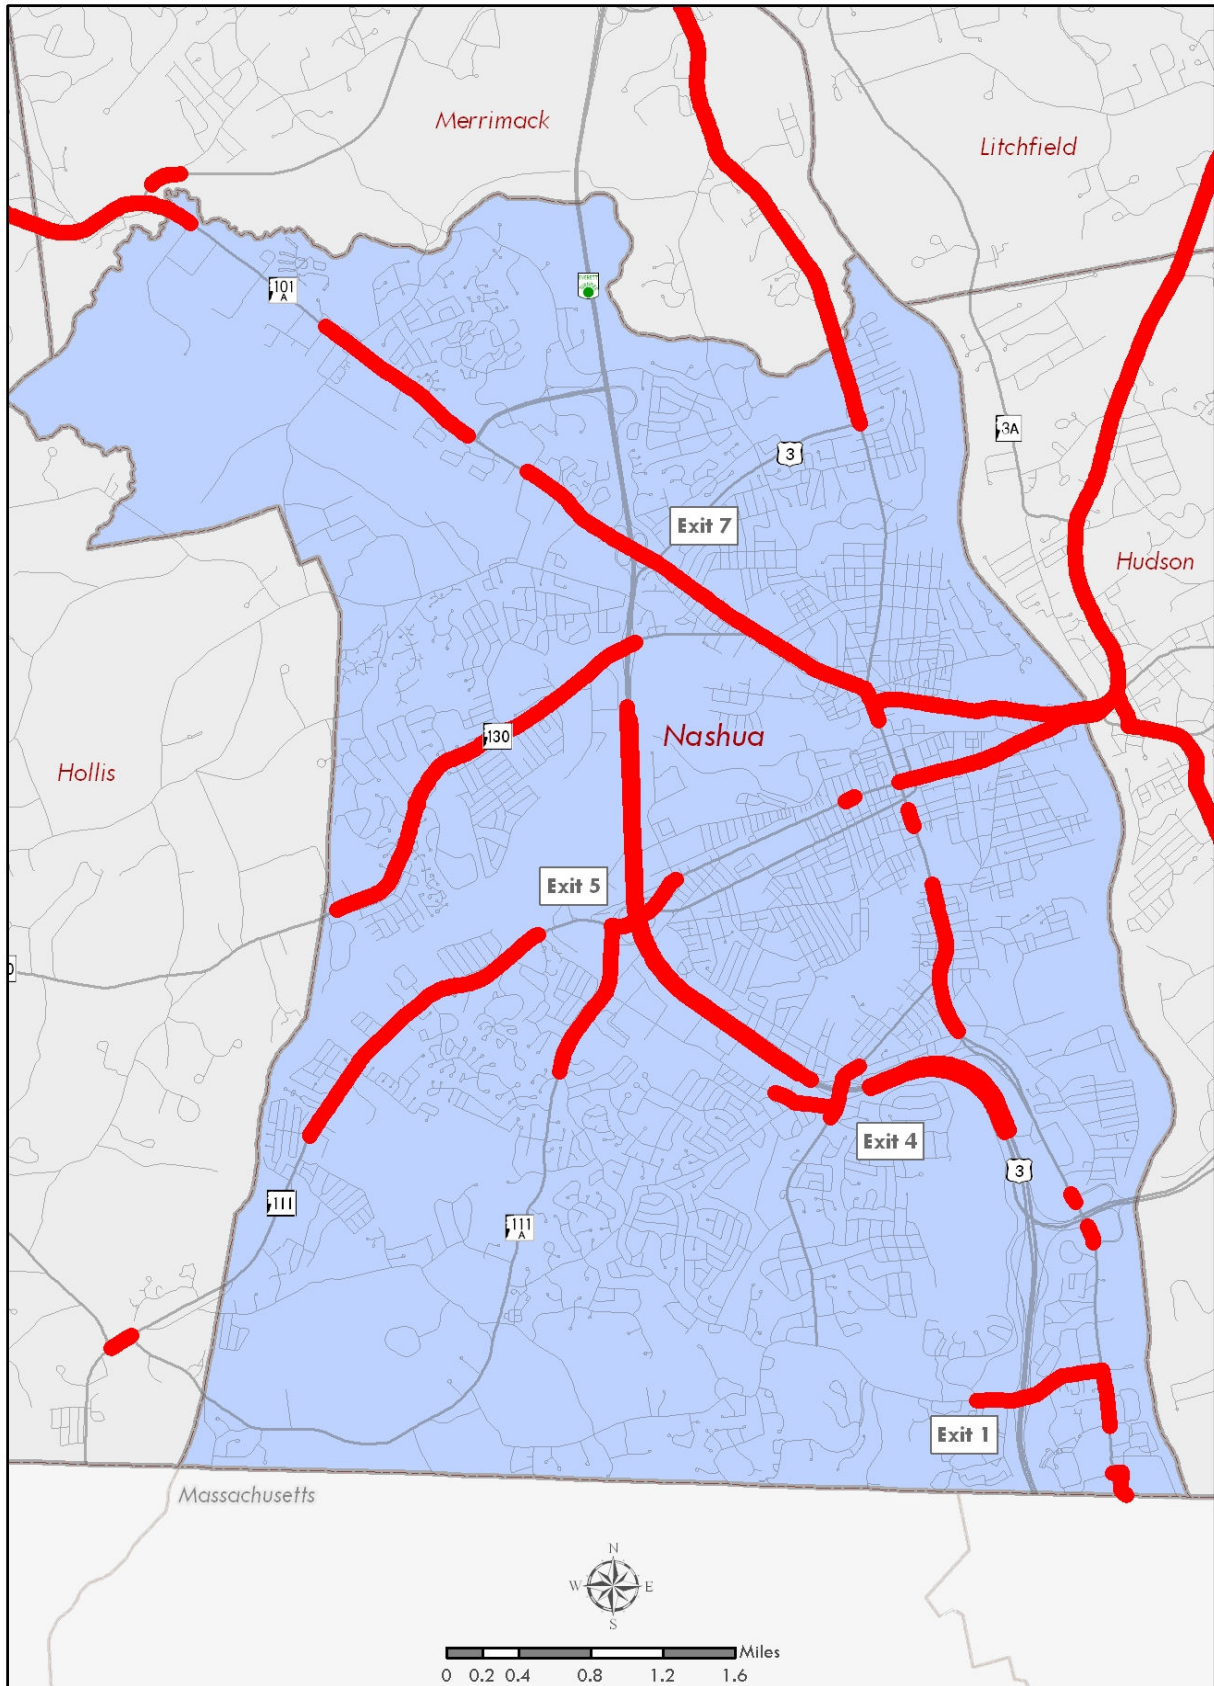 Merrimack
Litchfield
101
A
3A
3
Exit 7
Hudson
Nashua
130
Hollis
Exit 5
0
Exit 4
3
111
111
A
Exit 1
Massachusetts
N
W E
S
Miles
0 0.2 0.4 0.8 1.2 1.6